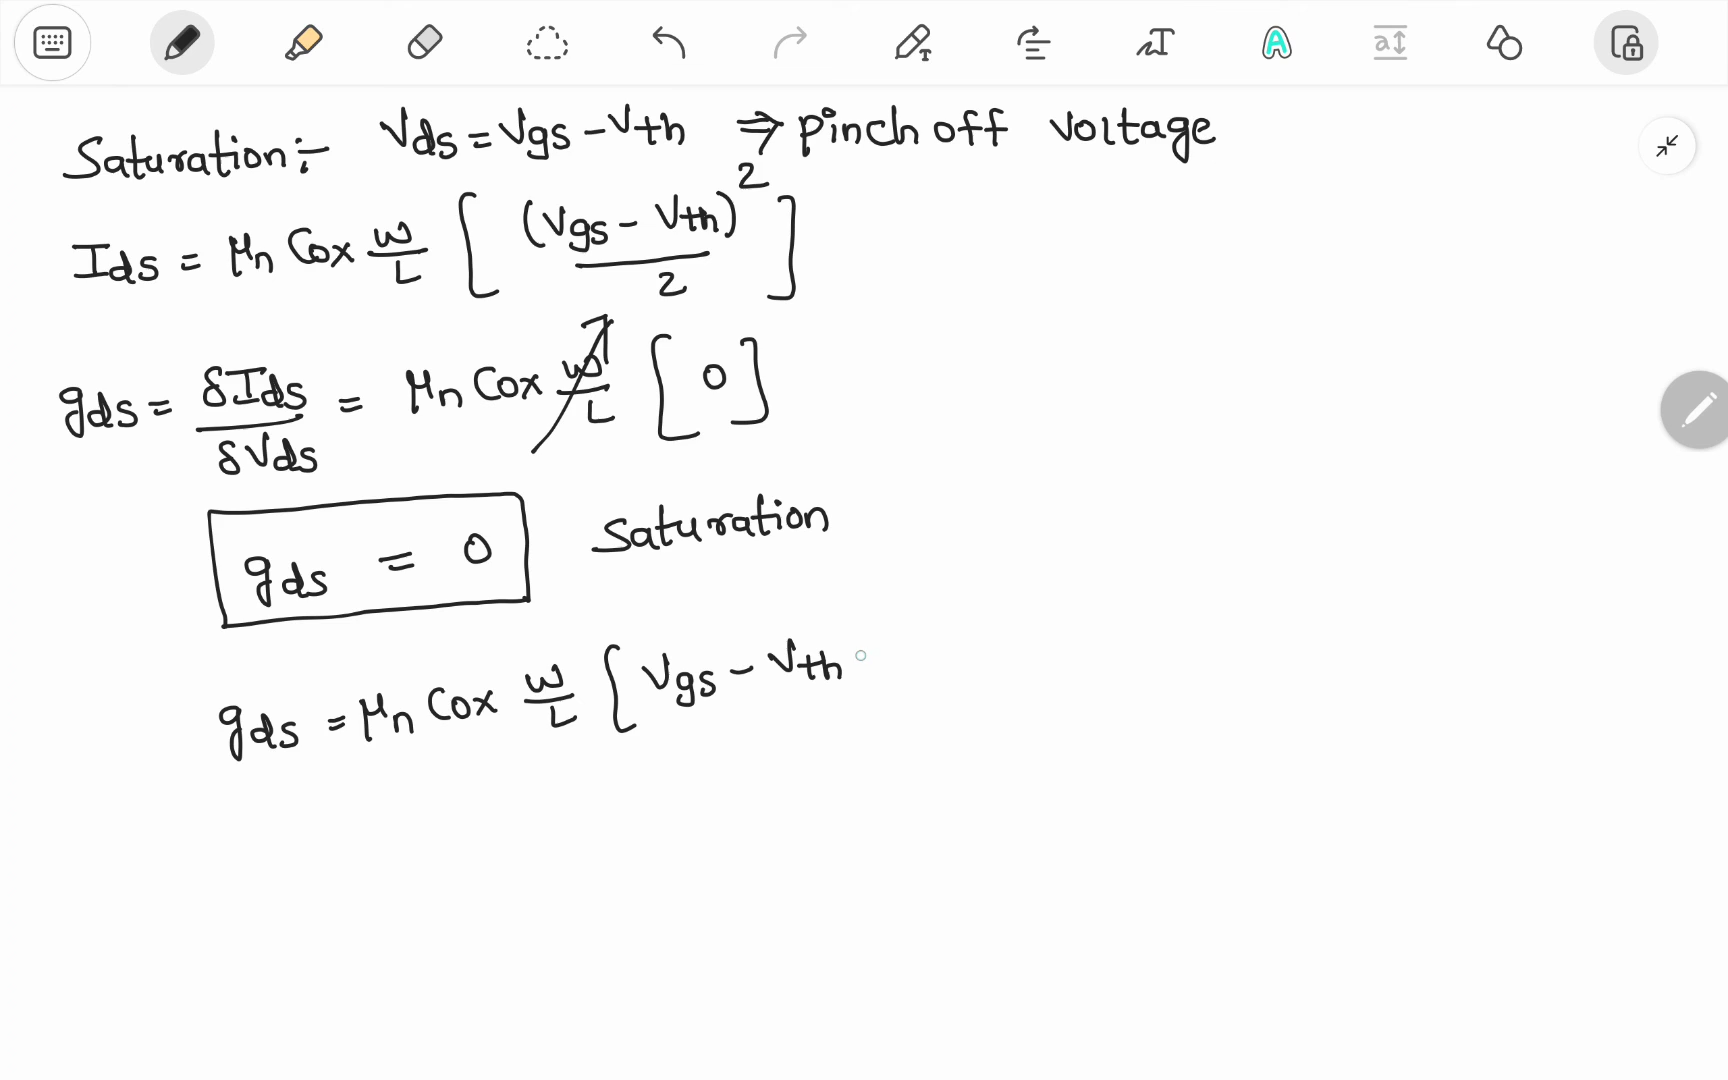 Saturation :- Vds = Vgs - Vth ⇒ pinch off voltage
Ids = μn Cox W/L [ (Vgs - Vth)^2 / 2 ]
gds = δIds / δVds = μn Cox W/L [ 0 ]
gds = 0 Saturation
gds = μn Cox W/L [ Vgs - Vth